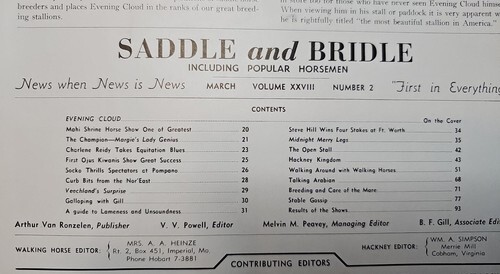 breeders and places Evening Cloud in the ranks of our great breed-
ing stallions.
for those who have never seen Evening Cloud
When viewing him in his stall or paddock it is very apparent
he is rightfully titled "the most beautiful stallion in America."
SADDLE and BRIDLE
INCLUDING POPULAR HORSEMEN
News when News is News MARCH VOLUME XXVIII NUMBER 2 "First in Everything
CONTENTS
EVENING CLOUD On the Cover
Mahi Shrine Horse Show One of Greatest 20
The Champion—Margie's Lady Genius 21
Charlene Reidy Takes Equitation Blues 23
First Ojus Kiwanis Show Great Success 25
Socko Thrills Spectators at Pompano 26
Curb Bits from the Nor'East 28
Veechland's Surprise 29
Galloping with Gill 30
A guide to Lameness and Unsoundness 31
Steve Hill Wins Four Stakes at Ft. Worth 34
Midnight Merry Legs 35
The Open Stall 42
Hackney Kingdom 43
Walking Around with Walking Horses 51
Talking Arabian 68
Breeding and Care of the Mare 71
Stable Gossip 77
Results of the Shows 93
Arthur Van Ronzelen, Publisher V. V. Powell, Editor Melvin M. Peavey, Managing Editor B. F. Gill, Associate Edi
WALKING HORSE EDITOR: MRS. A. A. HEINZE
Rt. 2, Box 451, Imperial, Mo.
Phone Hobart 7-3881
HACKNEY EDITOR: WM. A. SIMPSON
Merrie Mill
Cobham, Virginia
CONTRIBUTING EDITORS